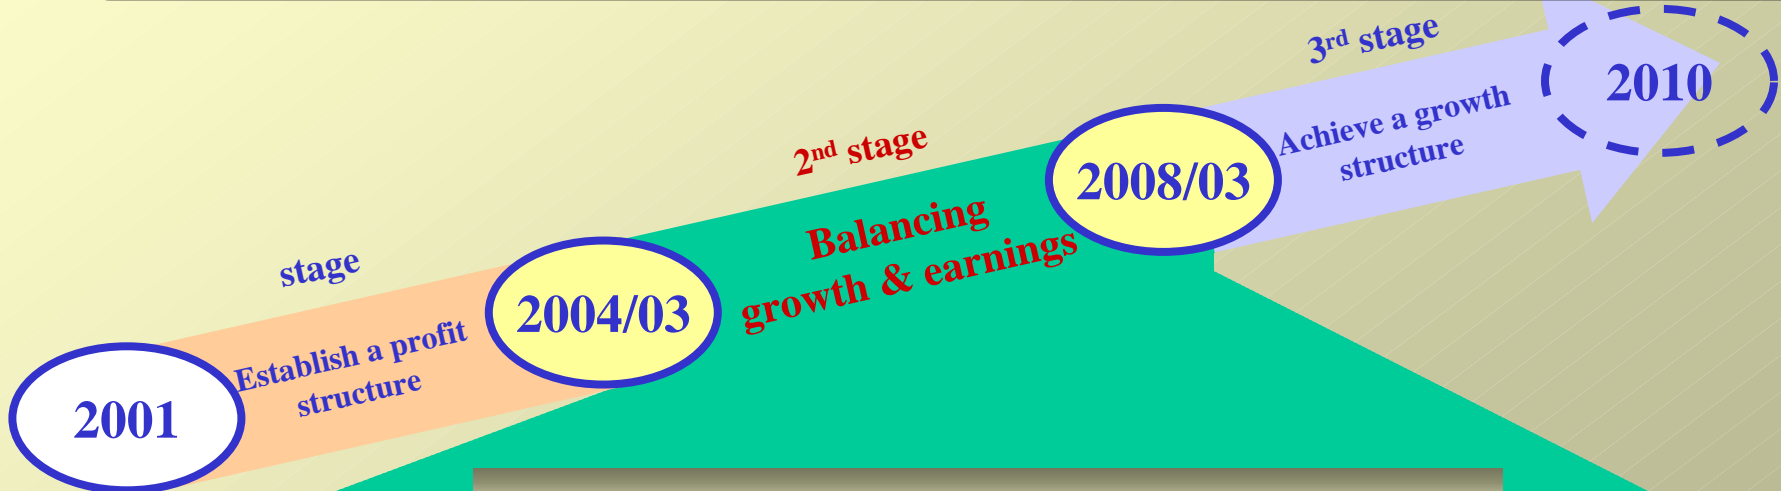 stage
Establish a profit
structure
2001
2004/03
2nd stage
Balancing
growth & earnings
2008/03
3rd stage
Achieve a growth
structure
2010